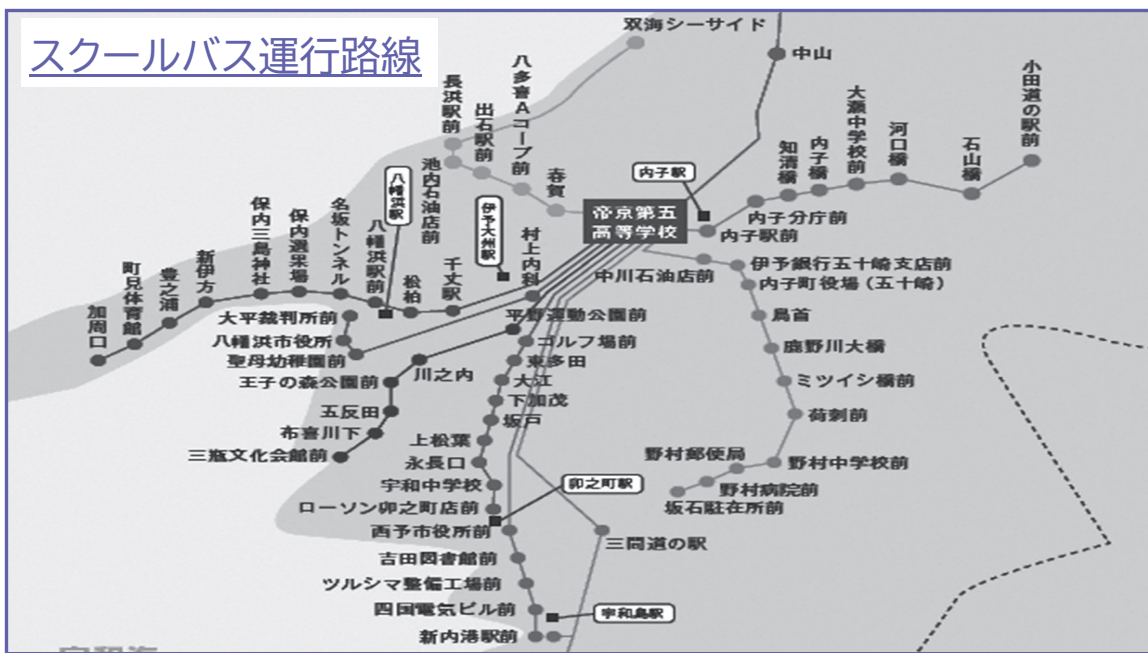 スクールバス運行路線
双海シーサイド
中山
小田道の駅前
石山橋
河口橋
大瀬中学校前
内子橋
知清橋
内子分庁前
内子駅前
内子駅
八多喜Aコープ前
出石駅前
長浜駅前
池内石油店前
春賀
帝京第五
高等学校
八幡浜駅
伊予大州駅
村上内科
千丈駅
松柏
八幡浜駅前
名坂トンネル
保内選果場
保内三島神社
新伊方
豊之浦
町見体育館
加周口
大平裁判所前
八幡浜市役所
聖母幼稚園前
王子の森公園前
川之内
五反田
布喜川下
三瓶文化会館前
平野運動公園前
ゴルフ場前
東多田
大江
下加茂
坂戸
上松葉
永長口
宇和中学校
ローソン卯之町店前
卯之町駅
西予市役所前
吉田図書館前
ツルシマ整備工場前
四国電気ビル前
新内港駅前
宇和島駅
三間道の駅
中川石油店前
伊予銀行五十崎支店前
内子町役場(五十崎)
鳥首
鹿野川大橋
ミツイシ橋前
荷刺前
野村中学校前
野村郵便局
野村病院前
坂石駐在所前